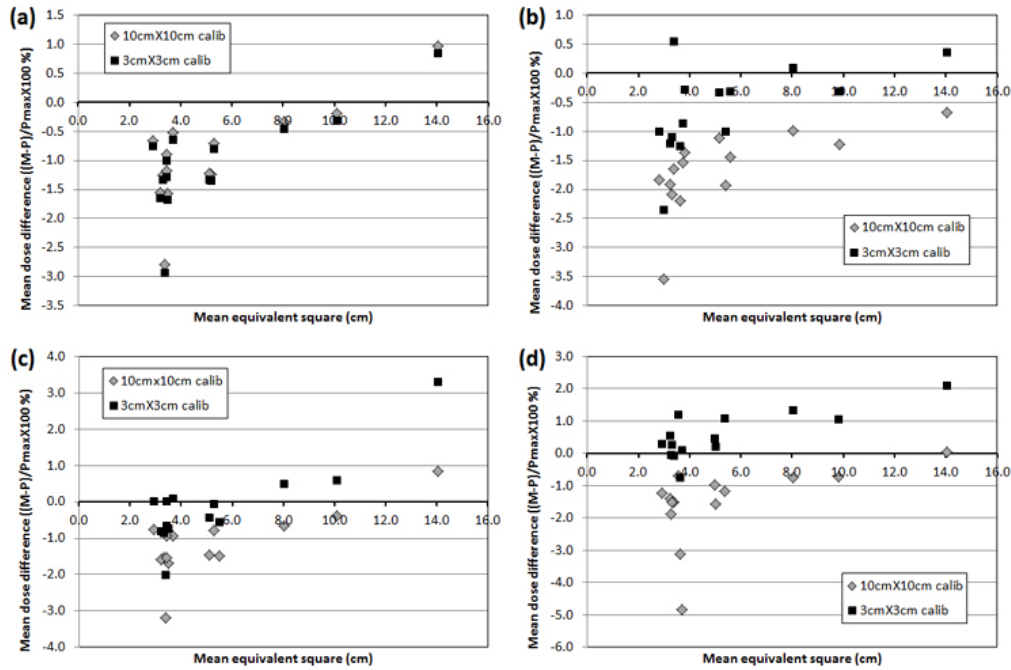 (a)
1.5
1.0
0.5
0.0
-0.5
-1.0
-1.5
-2.0
-2.5
-3.0
-3.5
0.0 2.0 4.0 6.0 8.0 10.0 12.0 14.0 16.0
Mean dose difference ((M-P)/PmaxX100 %)
Mean equivalent square (cm)
10cmX10cm calib
3cmX3cm calib
(b)
1.0
0.5
0.0
-0.5
-1.0
-1.5
-2.0
-2.5
-3.0
-3.5
-4.0
0.0 2.0 4.0 6.0 8.0 10.0 12.0 14.0 16.0
Mean dose difference ((M-P)/PmaxX100 %)
Mean equivalent square (cm)
10cmX10cm calib
3cmX3cm calib
(c)
4.0
3.0
2.0
1.0
0.0
-1.0
-2.0
-3.0
-4.0
0.0 2.0 4.0 6.0 8.0 10.0 12.0 14.0 16.0
Mean dose difference ((M-P)/PmaxX100 %)
Mean equivalent square (cm)
10cmx10cm calib
3cmX3cm calib
(d)
3.0
2.0
1.0
0.0
-1.0
-2.0
-3.0
-4.0
-5.0
-6.0
0.0 2.0 4.0 6.0 8.0 10.0 12.0 14.0 16.0
Mean dose difference ((M-P)/PmaxX100 %)
Mean equivalent square (cm)
10cmX10cm calib
3cmX3cm calib